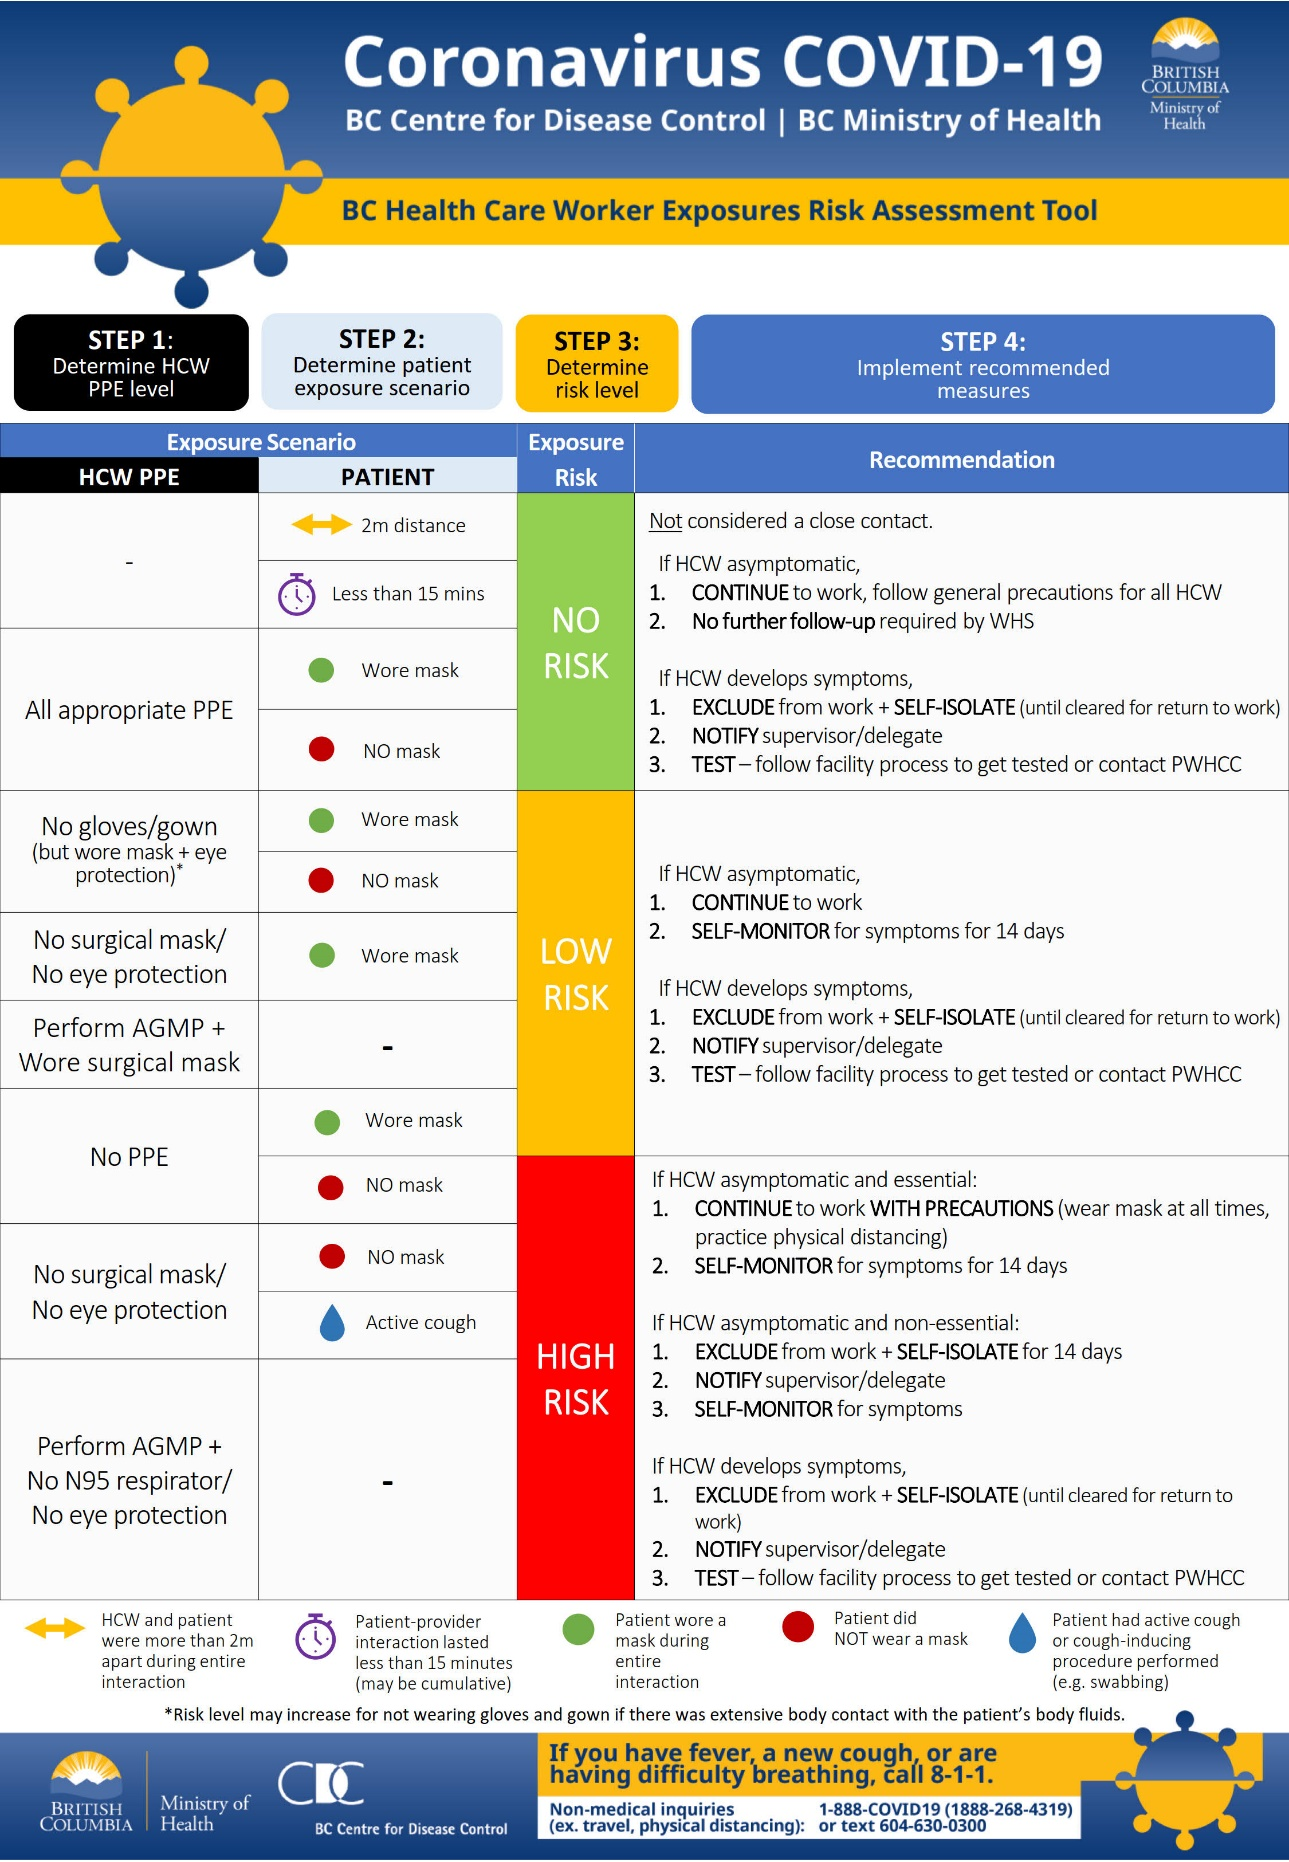 Coronavirus COVID-19
BC Centre for Disease Control | BC Ministry of Health
BRITISH
COLUMBIA
Ministry of
Health
BC Health Care Worker Exposures Risk Assessment Tool
STEP 1:
Determine HCW
PPE level
STEP 2:
Determine patient
exposure scenario
STEP 3:
Determine
risk level
STEP 4:
Implement recommended
measures
Exposure Scenario
HCW PPE
PATIENT
Exposure
Risk
Recommendation
-
2m distance
Less than 15 mins
All appropriate PPE
Wore mask
NO mask
NO
RISK
Not considered a close contact.
If HCW asymptomatic,
1. CONTINUE to work, follow general precautions for all HCW
2. No further follow-up required by WHS
If HCW develops symptoms,
1. EXCLUDE from work + SELF-ISOLATE (until cleared for return to work)
2. NOTIFY supervisor/delegate
3. TEST – follow facility process to get tested or contact PWHCC
No gloves/gown
(but wore mask + eye
protection)*
Wore mask
NO mask
No surgical mask/
No eye protection
Wore mask
Perform AGMP +
Wore surgical mask
-
No PPE
Wore mask
LOW
RISK
If HCW asymptomatic,
1. CONTINUE to work
2. SELF-MONITOR for symptoms for 14 days
If HCW develops symptoms,
1. EXCLUDE from work + SELF-ISOLATE (until cleared for return to work)
2. NOTIFY supervisor/delegate
3. TEST – follow facility process to get tested or contact PWHCC
NO mask
No surgical mask/
No eye protection
NO mask
Active cough
Perform AGMP +
No N95 respirator/
No eye protection
-
HIGH
RISK
If HCW asymptomatic and essential:
1. CONTINUE to work WITH PRECAUTIONS (wear mask at all times,
practice physical distancing)
2. SELF-MONITOR for symptoms for 14 days
If HCW asymptomatic and non-essential:
1. EXCLUDE from work + SELF-ISOLATE for 14 days
2. NOTIFY supervisor/delegate
3. SELF-MONITOR for symptoms
If HCW develops symptoms,
1. EXCLUDE from work + SELF-ISOLATE (until cleared for return to
work)
2. NOTIFY supervisor/delegate
3. TEST – follow facility process to get tested or contact PWHCC
HCW and patient
were more than 2m
apart during entire
interaction
Patient-provider
interaction lasted
less than 15 minutes
(may be cumulative)
Patient wore a
mask during
entire
interaction
Patient did
NOT wear a mask
Patient had active cough
or cough-inducing
procedure performed
(e.g. swabbing)
*Risk level may increase for not wearing gloves and gown if there was extensive body contact with the patient's body fluids.
BRITISH
COLUMBIA
Ministry of
Health
CDC
BC Centre for Disease Control
If you have fever, a new cough, or are
having difficulty breathing, call 8-1-1.
Non-medical inquiries
(ex. travel, physical distancing):
1-888-COVID19 (1888-268-4319)
or text 604-630-0300